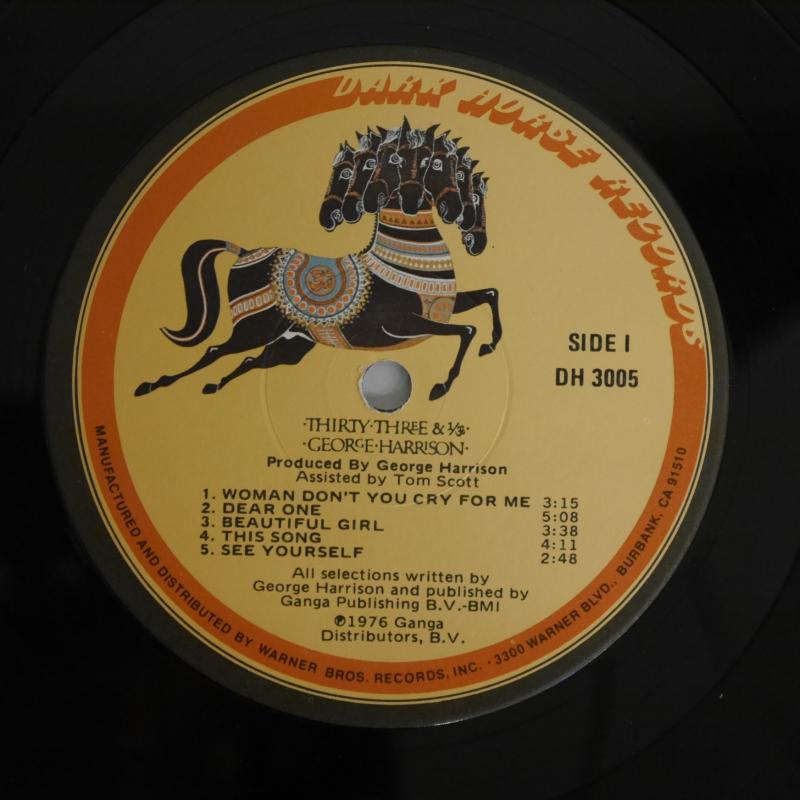 DARK HORSE RECORDS
SIDE 1
DH 3005
·THIRTY·THREE & 1/3·
·GEORGE·HARRISON·
Produced By George Harrison
Assisted by Tom Scott
1. WOMAN DON'T YOU CRY FOR ME 3:15
2. DEAR ONE 5:08
3. BEAUTIFUL GIRL 3:38
4. THIS SONG 4:11
5. SEE YOURSELF 2:48
All selections written by
George Harrison and published by
Ganga Publishing B.V.-BMI
℗1976 Ganga
Distributors, B.V.
MANUFACTURED AND DISTRIBUTED BY WARNER BROS. RECORDS, INC. · 3300 WARNER BLVD., BURBANK, CA 91510